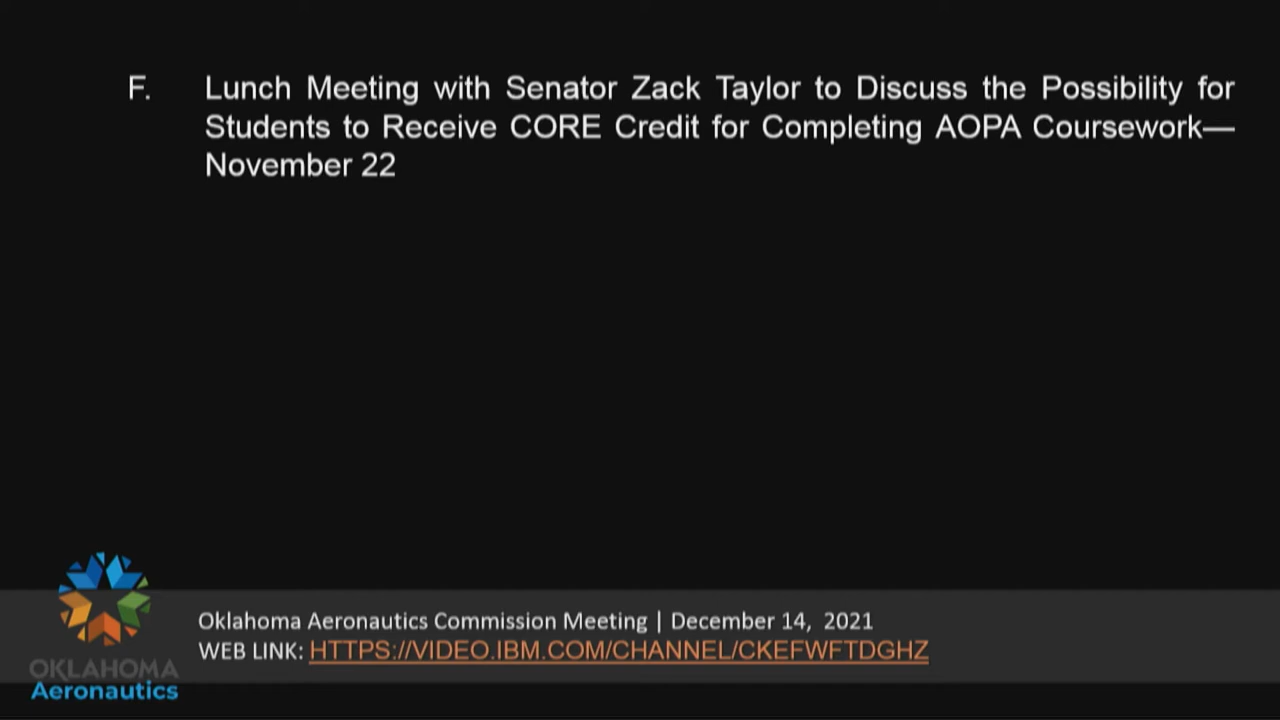 F. Lunch Meeting with Senator Zack Taylor to Discuss the Possibility for
Students to Receive CORE Credit for Completing AOPA Coursework—
November 22
Oklahoma Aeronautics Commission Meeting | December 14, 2021
WEB LINK: HTTPS://VIDEO.IBM.COM/CHANNEL/CKEFWFTDGHZ
OKLAHOMA
Aeronautics